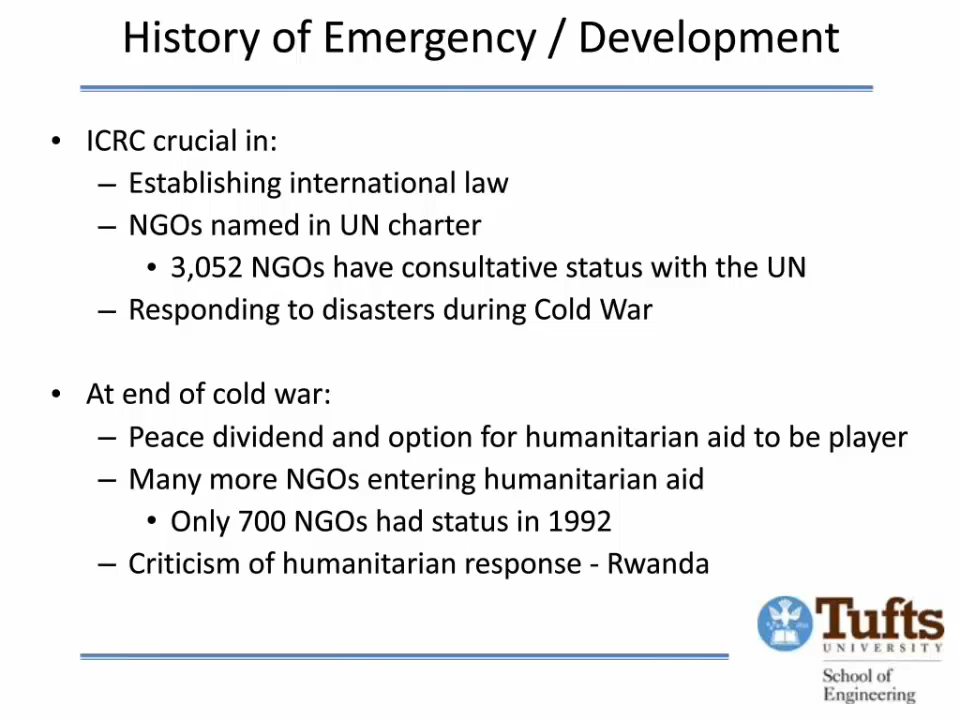 History of Emergency / Development
• ICRC crucial in:
– Establishing international law
– NGOs named in UN charter
• 3,052 NGOs have consultative status with the UN
– Responding to disasters during Cold War
• At end of cold war:
– Peace dividend and option for humanitarian aid to be player
– Many more NGOs entering humanitarian aid
• Only 700 NGOs had status in 1992
– Criticism of humanitarian response - Rwanda
Tufts
UNIVERSITY
School of
Engineering